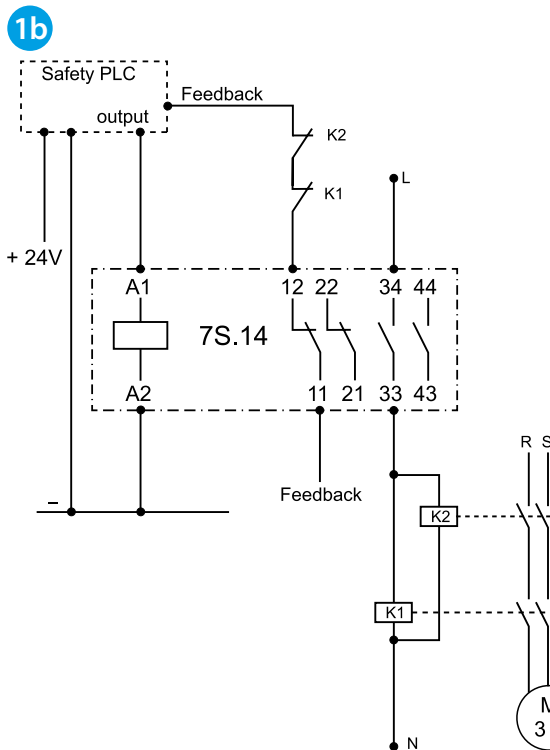 1b
Safety PLC
output
Feedback
K2
K1
L
+ 24V
A1
12 22
34 44
7S.14
A2
11 21
33 43
Feedback
–
R S
K2
K1
M
3
N